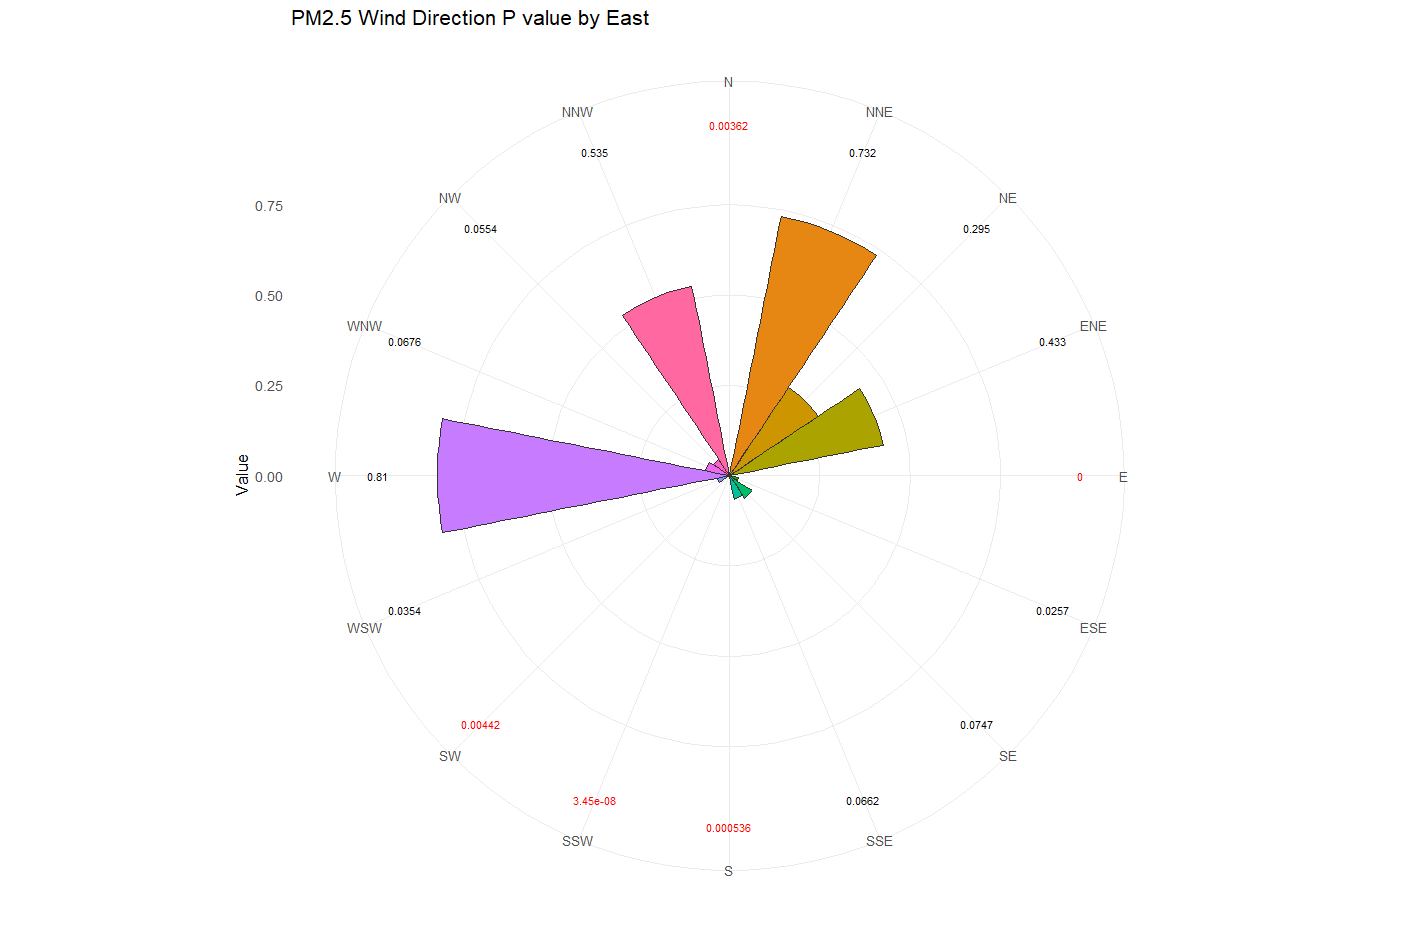 PM2.5 Wind Direction P value by East
N
NNW
NNE
0.00362
0.535
0.732
NW
NE
0.75
0.0554
0.295
0.50
WNW
ENE
0.0676
0.433
0.25
Value
0.00
W
0.81
0
E
0.0354
0.0257
WSW
ESE
0.00442
0.0747
SW
SE
3.45e-08
0.0662
0.000536
SSW
SSE
S